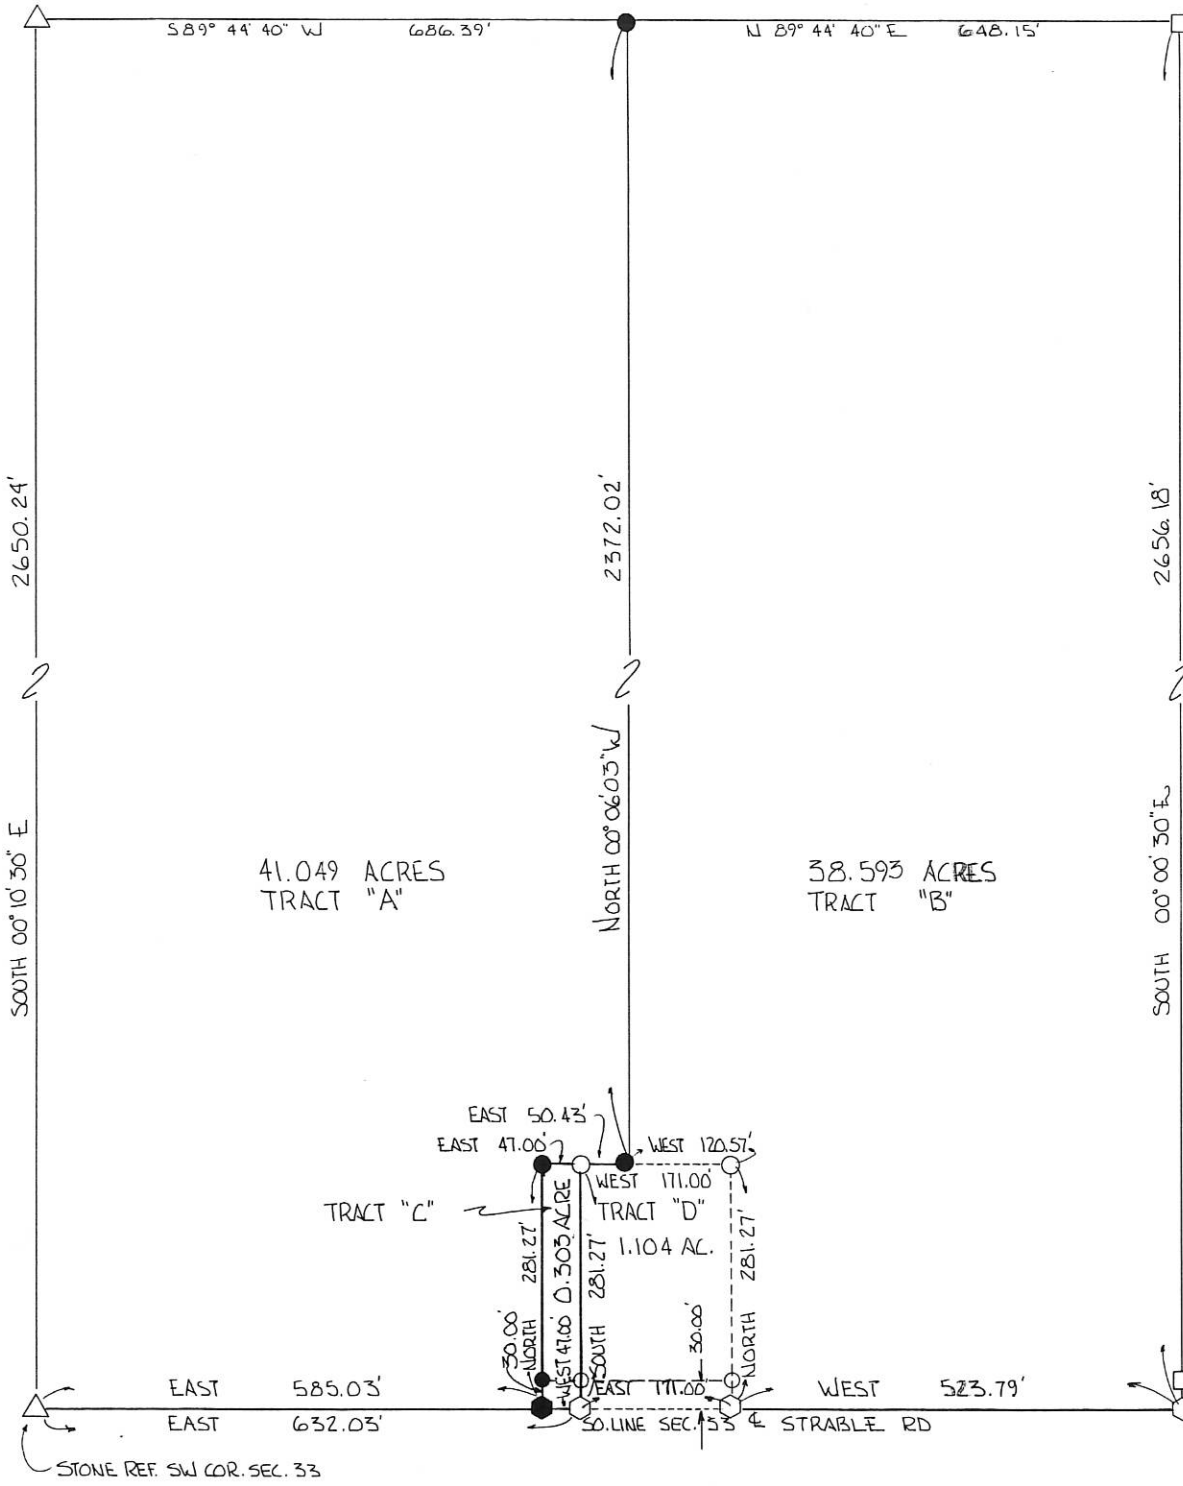 S89° 44' 40" W 686.39'
N 89° 44' 40" E 648.15'
2650.24'
2372.02'
2656.18'
SOUTH 00° 10' 30" E
NORTH 00° 06' 03" W
SOUTH 00° 00' 30" E
41.049 ACRES
TRACT "A"
38.593 ACRES
TRACT "B"
EAST 50.43'
EAST 47.00'
WEST 120.57'
WEST 171.00'
TRACT "C"
TRACT "D"
1.104 AC.
NORTH 281.27'
0.303 ACRE
SOUTH 281.27'
NORTH 281.27'
30.00'
WEST 47.00'
30.00'
EAST 171.00'
EAST 585.03'
WEST 523.79'
EAST 632.03'
SO. LINE SEC. 33 ℄ STRABLE RD
STONE REF. SW COR. SEC. 33